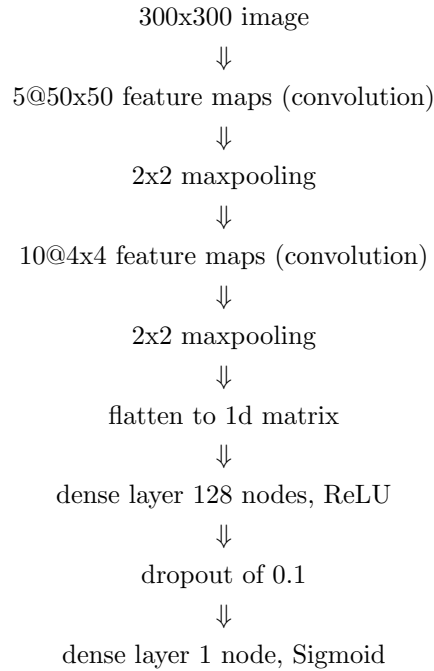 300x300 image
⇓
5@50x50 feature maps (convolution)
⇓
2x2 maxpooling
⇓
10@4x4 feature maps (convolution)
⇓
2x2 maxpooling
⇓
flatten to 1d matrix
⇓
dense layer 128 nodes, ReLU
⇓
dropout of 0.1
⇓
dense layer 1 node, Sigmoid